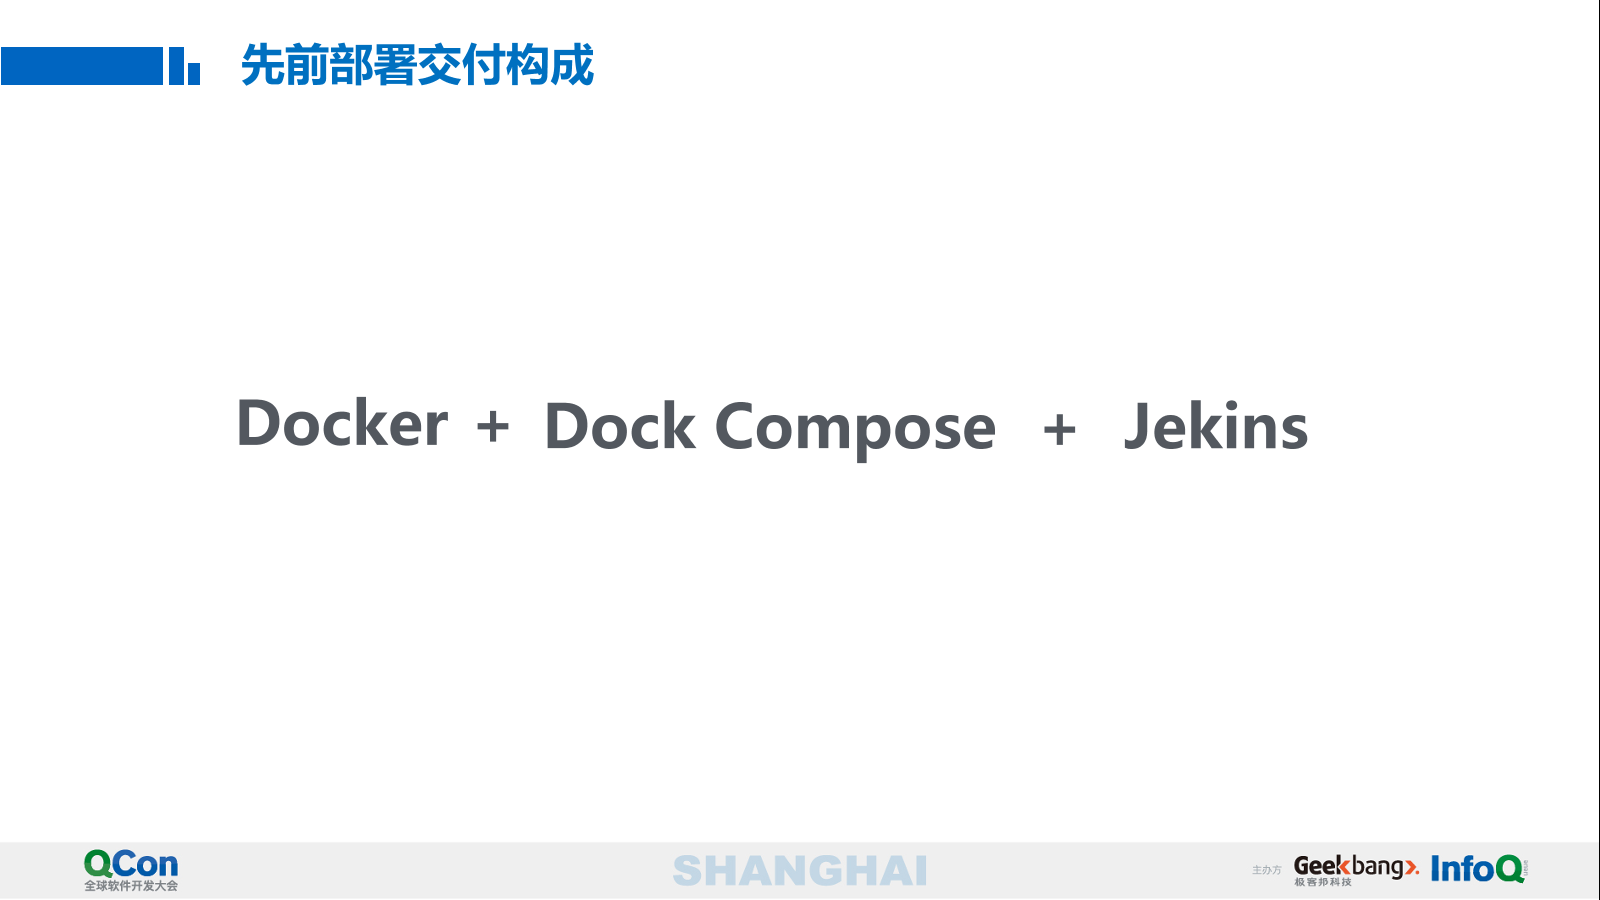 先前部署交付构成
Docker + Dock Compose + Jekins
QCon
全球软件开发大会
SHANGHAI
主办方
Geekbang
极客邦科技
InfoQ